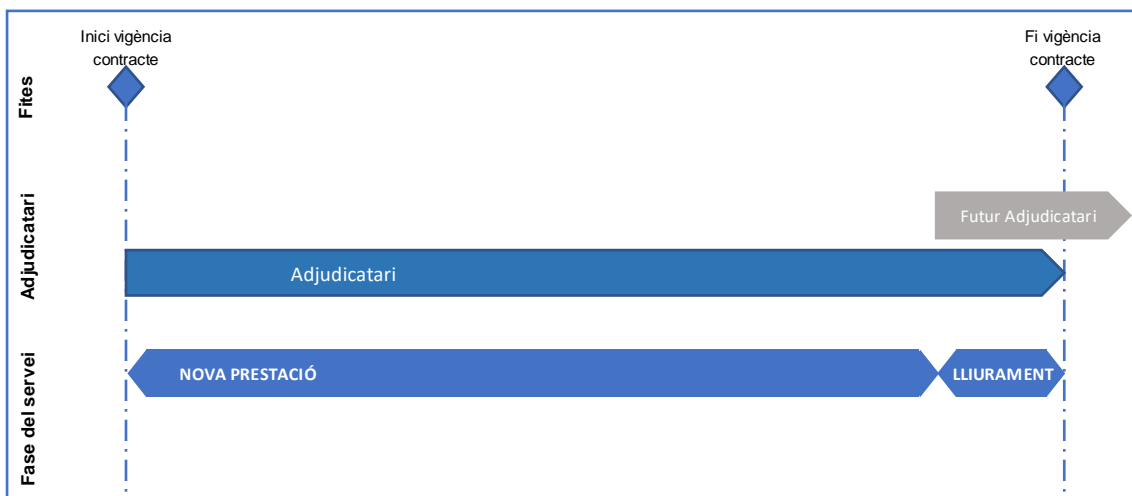 Inici vigència
contracte
Fi vigència
contracte
Fites
Futur Adjudicatari
Adjudicatari
Adjudicatari
NOVA PRESTACIÓ
LLIURAMENT
Fase del servei